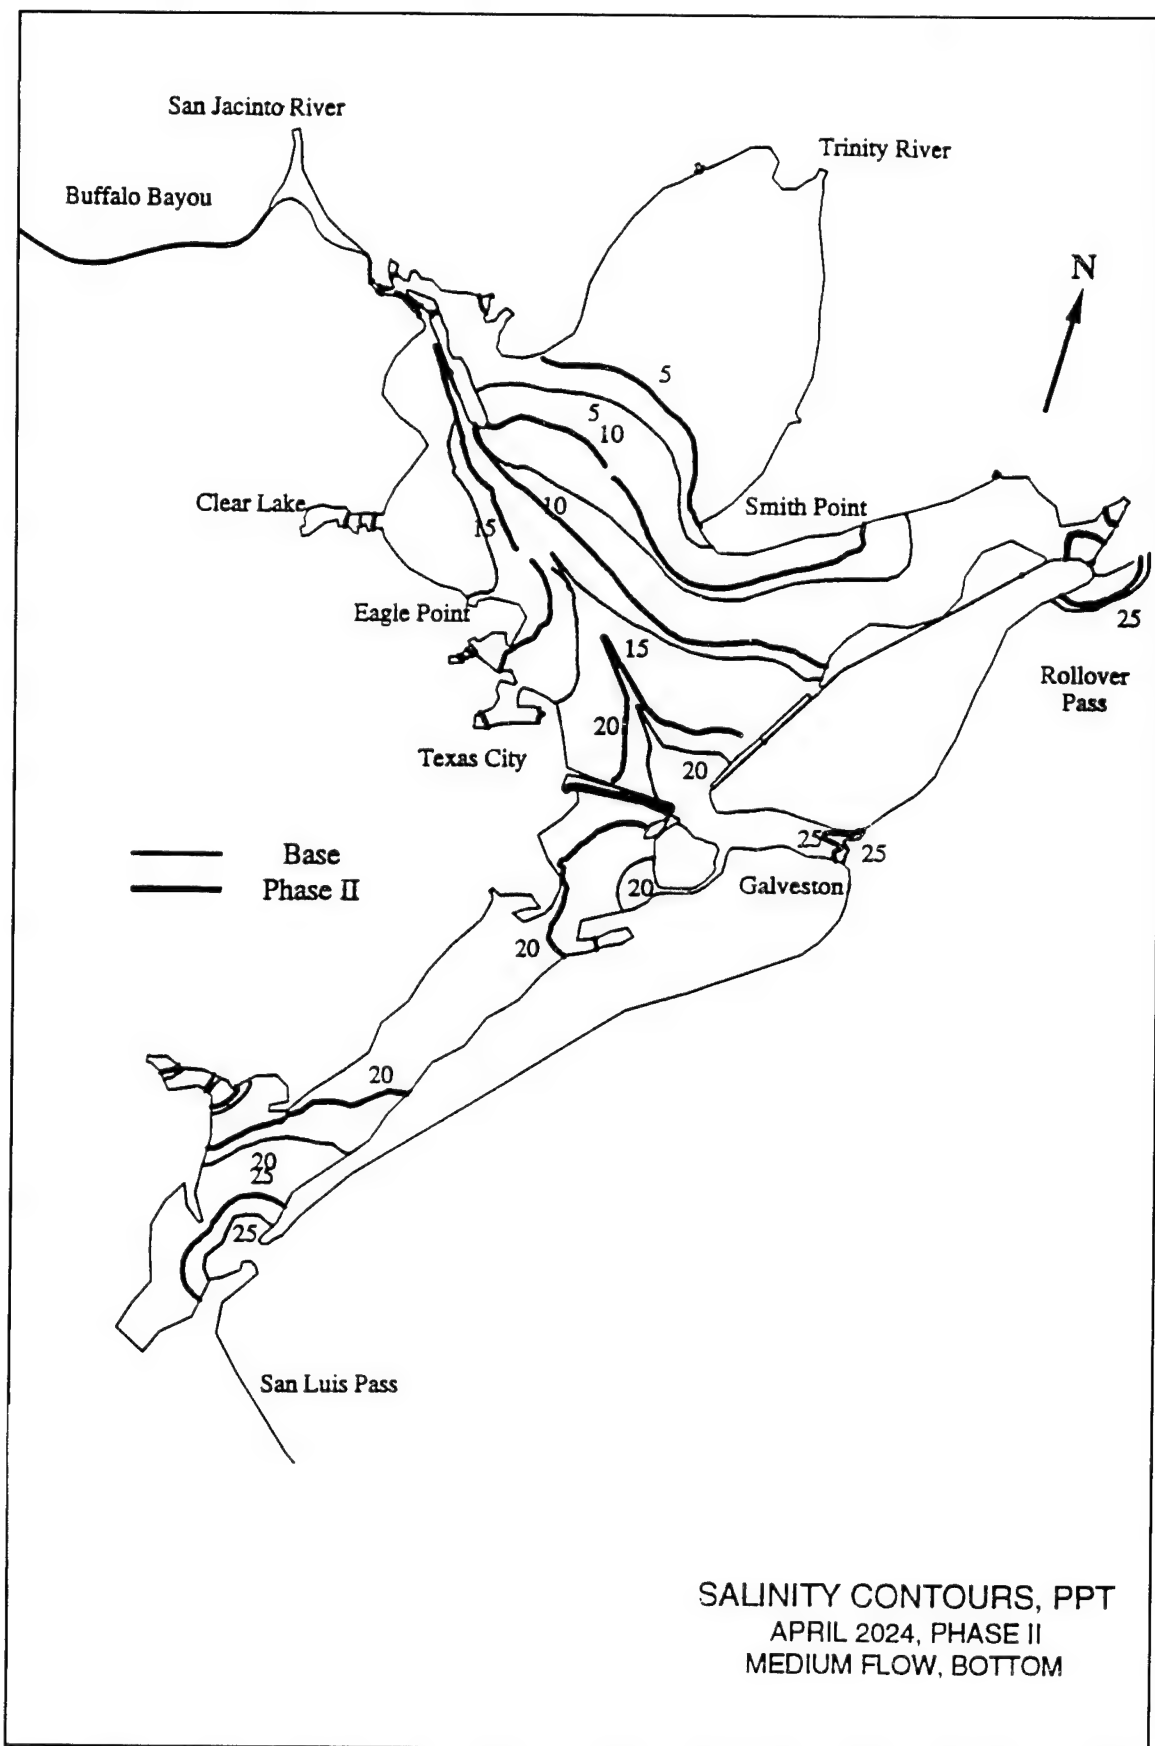 San Jacinto River
Trinity River
Buffalo Bayou
N
5
5
10
Clear Lake
10
Smith Point
15
Eagle Point
25
15
Rollover
Pass
20
Texas City
20
25
25
Base
Phase II
20
Galveston
20
20
20
25
25
San Luis Pass
SALINITY CONTOURS, PPT
APRIL 2024, PHASE II
MEDIUM FLOW, BOTTOM